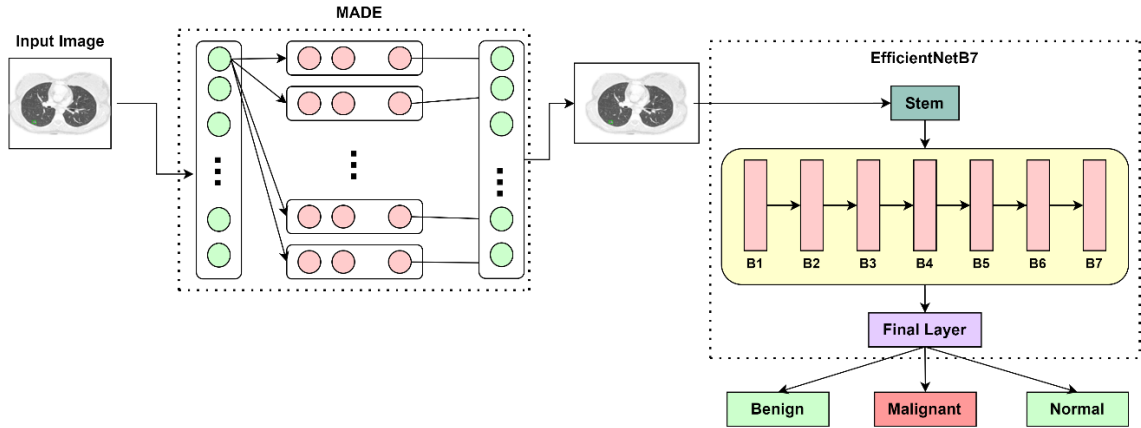 MADE
Input Image
EfficientNetB7
Stem
B1 B2 B3 B4 B5 B6 B7
Final Layer
Benign Malignant Normal